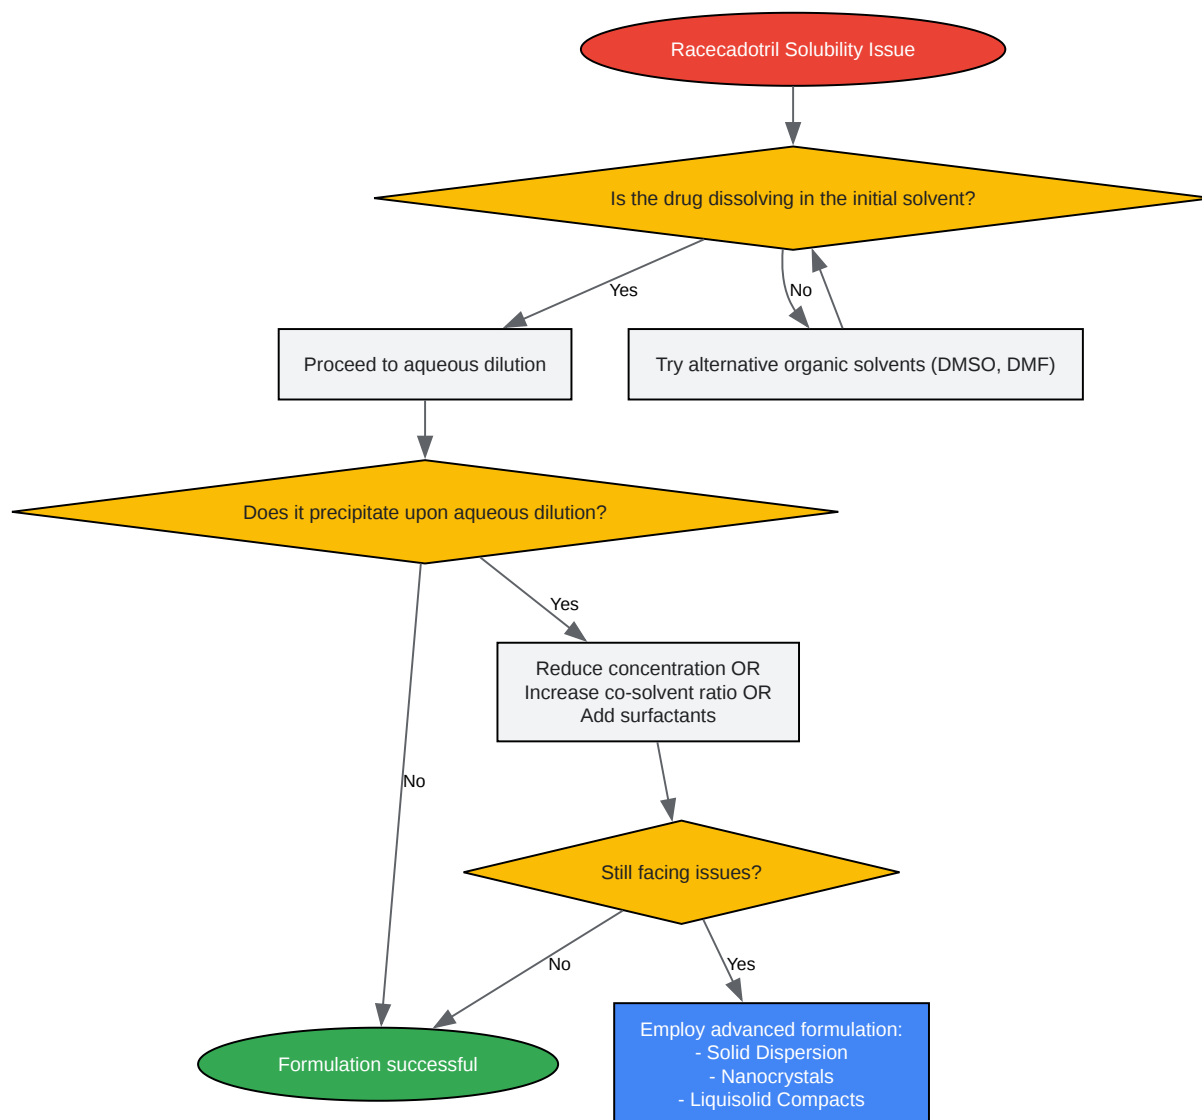 Racecadotril Solubility Issue
Is the drug dissolving in the initial solvent?
Yes
No
Proceed to aqueous dilution
Try alternative organic solvents (DMSO, DMF)
Does it precipitate upon aqueous dilution?
Yes
Reduce concentration OR
Increase co-solvent ratio OR
Add surfactants
No
Still facing issues?
No
Yes
Formulation successful
Employ advanced formulation:
- Solid Dispersion
- Nanocrystals
- Liquisolid Compacts